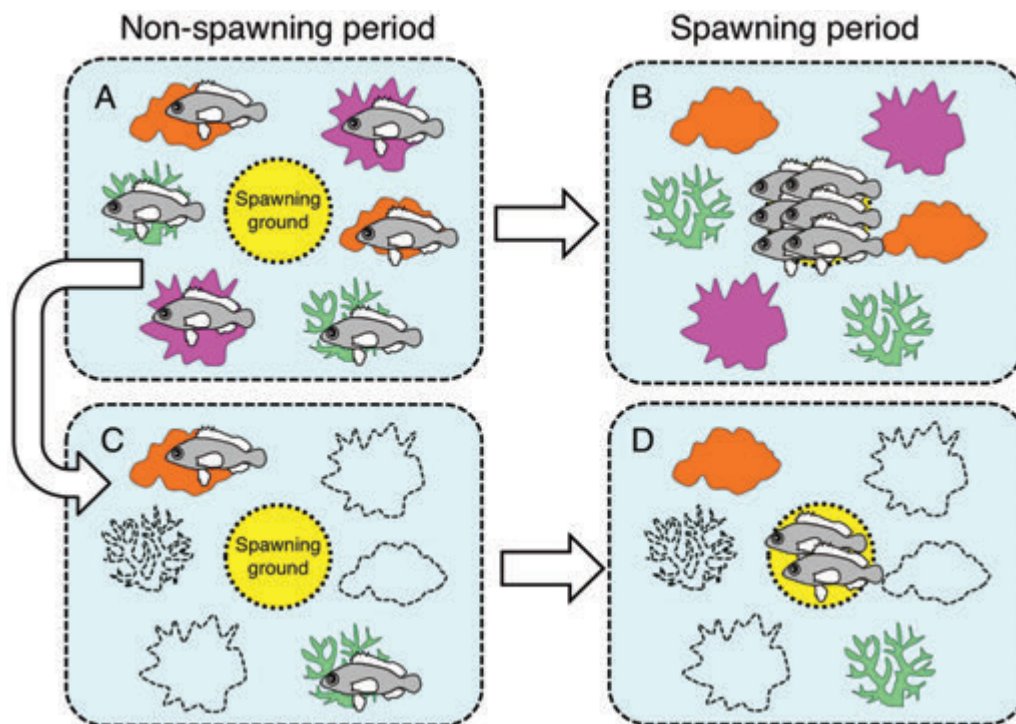 Non-spawning period
Spawning period
A
Spawning
ground
B
C
Spawning
ground
D